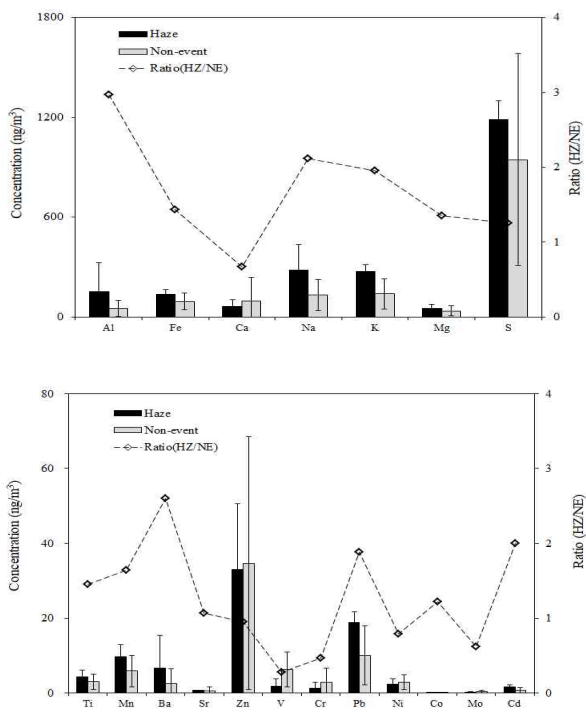 1800
1200
600
0
Concentration (ng/m³)
Haze
Non-event
Ratio(HZ/NE)
4
3
2
1
0
Ratio (HZ/NE)
Al Fe Ca Na K Mg S
80
60
40
20
0
Concentration (ng/m³)
Haze
Non-event
Ratio(HZ/NE)
4
3
2
1
0
Ratio (HZ/NE)
Ti Mn Ba Sr Zn V Cr Pb Ni Co Mo Cd